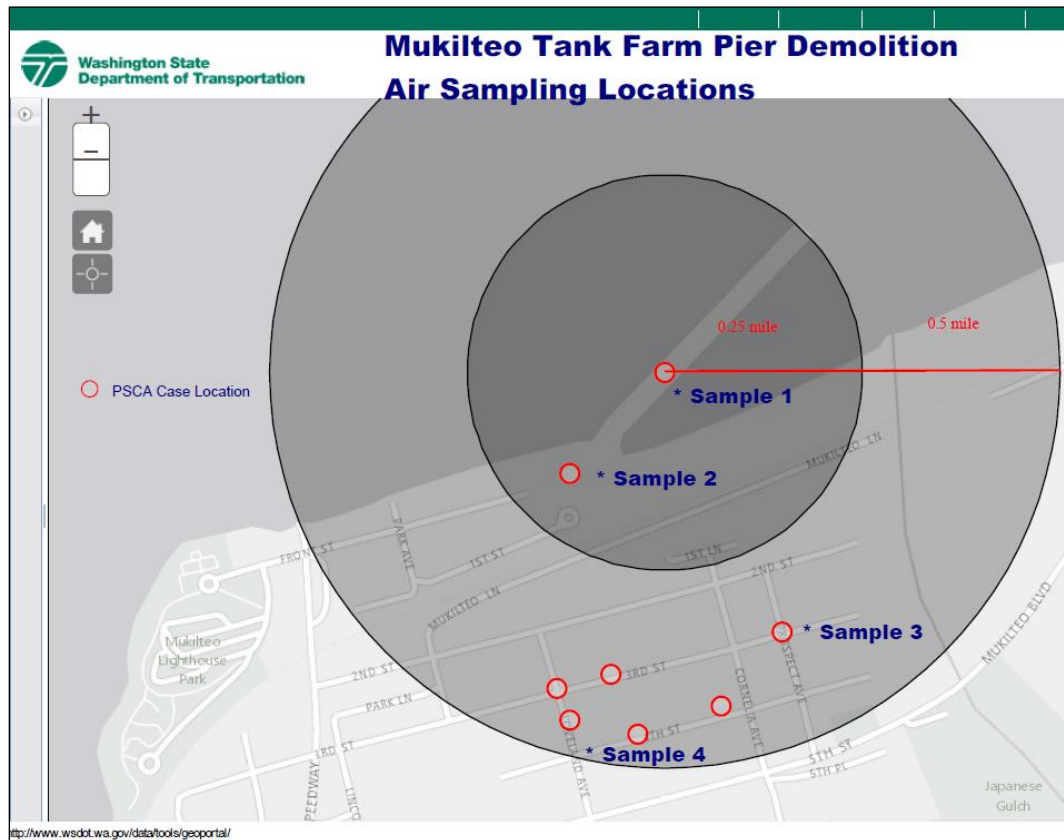 Washington State
Department of Transportation
Mukilteo Tank Farm Pier Demolition
Air Sampling Locations
+
−
0.25 mile
0.5 mile
PSCA Case Location
* Sample 1
* Sample 2
MUKILTEO LN
FRONT ST
PARK AVE
1ST ST
1ST LN
2ND ST
MUKILTEO LN
* Sample 3
MUKILTEO BLVD
Mukilteo
Lighthouse
Park
2ND ST
3RD ST
PARK LN
CORNELIA AVE
3RD ST
* Sample 4
5TH ST
5TH PL
Japanese
Gulch
http://www.wsdot.wa.gov/data/tools/geoportal/